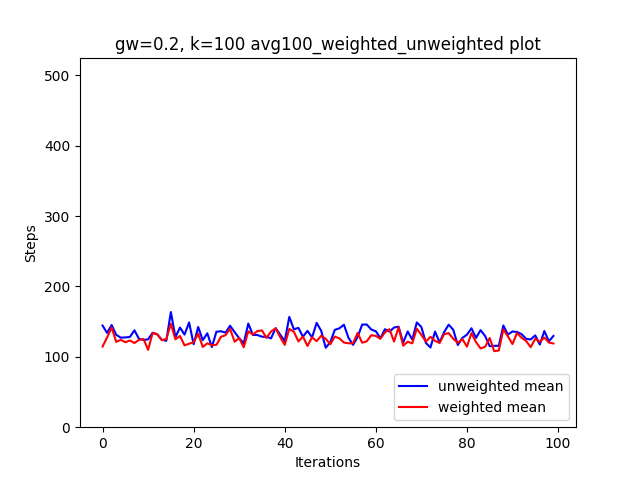 gw=0.2, k=100 avg100_weighted_unweighted plot
500
400
300
200
100
0
Steps
0 20 40 60 80 100
Iterations
unweighted mean
weighted mean